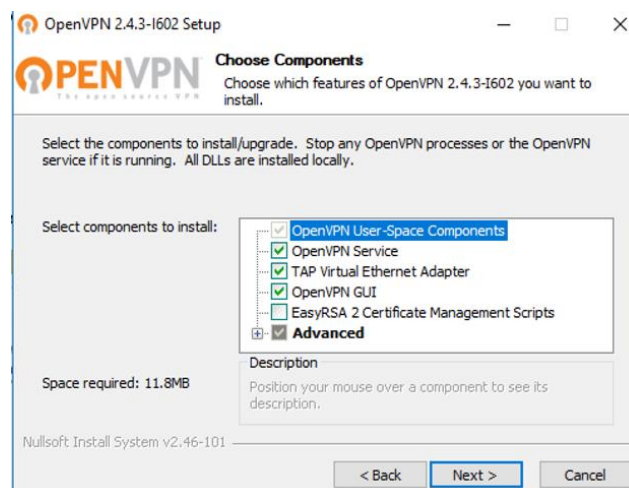 OpenVPN 2.4.3-I602 Setup
OPENVPN
The open source VPN
Choose Components
Choose which features of OpenVPN 2.4.3-I602 you want to
install.
Select the components to install/upgrade. Stop any OpenVPN processes or the OpenVPN
service if it is running. All DLLs are installed locally.
Select components to install:
OpenVPN User-Space Components
OpenVPN Service
TAP Virtual Ethernet Adapter
OpenVPN GUI
EasyRSA 2 Certificate Management Scripts
Advanced
Space required: 11.8MB
Description
Position your mouse over a component to see its
description.
Nullsoft Install System v2.46-101
< Back
Next >
Cancel